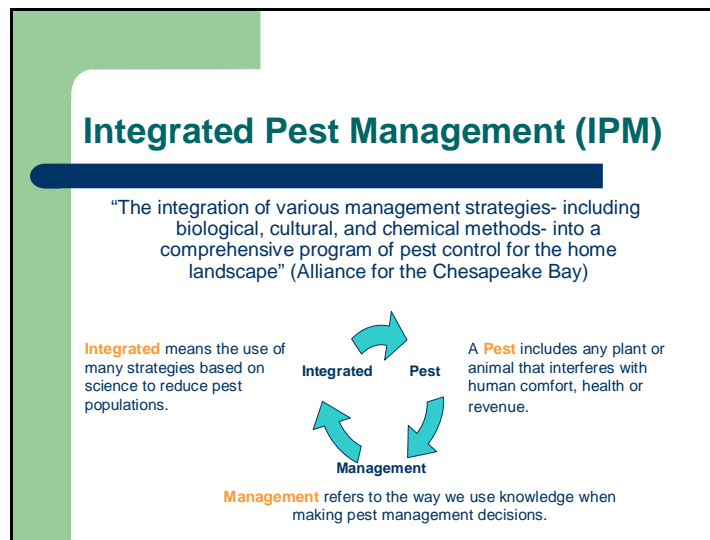 Integrated Pest Management (IPM)
“The integration of various management strategies- including
biological, cultural, and chemical methods- into a
comprehensive program of pest control for the home
landscape” (Alliance for the Chesapeake Bay)
Integrated means the use of
many strategies based on
science to reduce pest
populations.
Integrated
Pest
A Pest includes any plant or
animal that interferes with
human comfort, health or
revenue.
Management
Management refers to the way we use knowledge when
making pest management decisions.